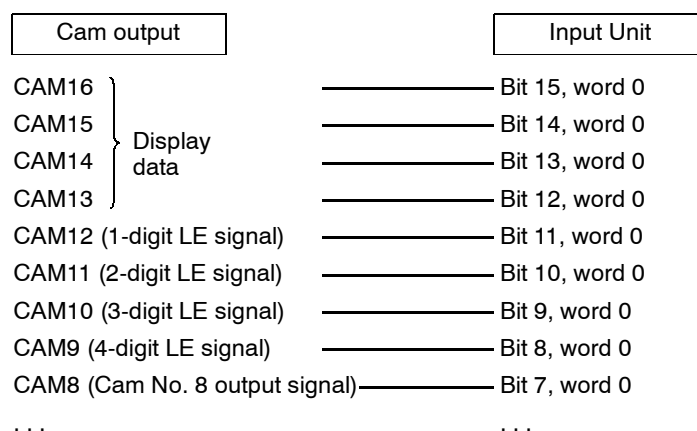 Cam output Input Unit
CAM16 Bit 15, word 0
CAM15 Bit 14, word 0
Display
CAM14 Bit 13, word 0
data
CAM13 Bit 12, word 0
CAM12 (1-digit LE signal) Bit 11, word 0
CAM11 (2-digit LE signal) Bit 10, word 0
CAM10 (3-digit LE signal) Bit 9, word 0
CAM9 (4-digit LE signal) Bit 8, word 0
CAM8 (Cam No. 8 output signal) Bit 7, word 0
. . . . . .